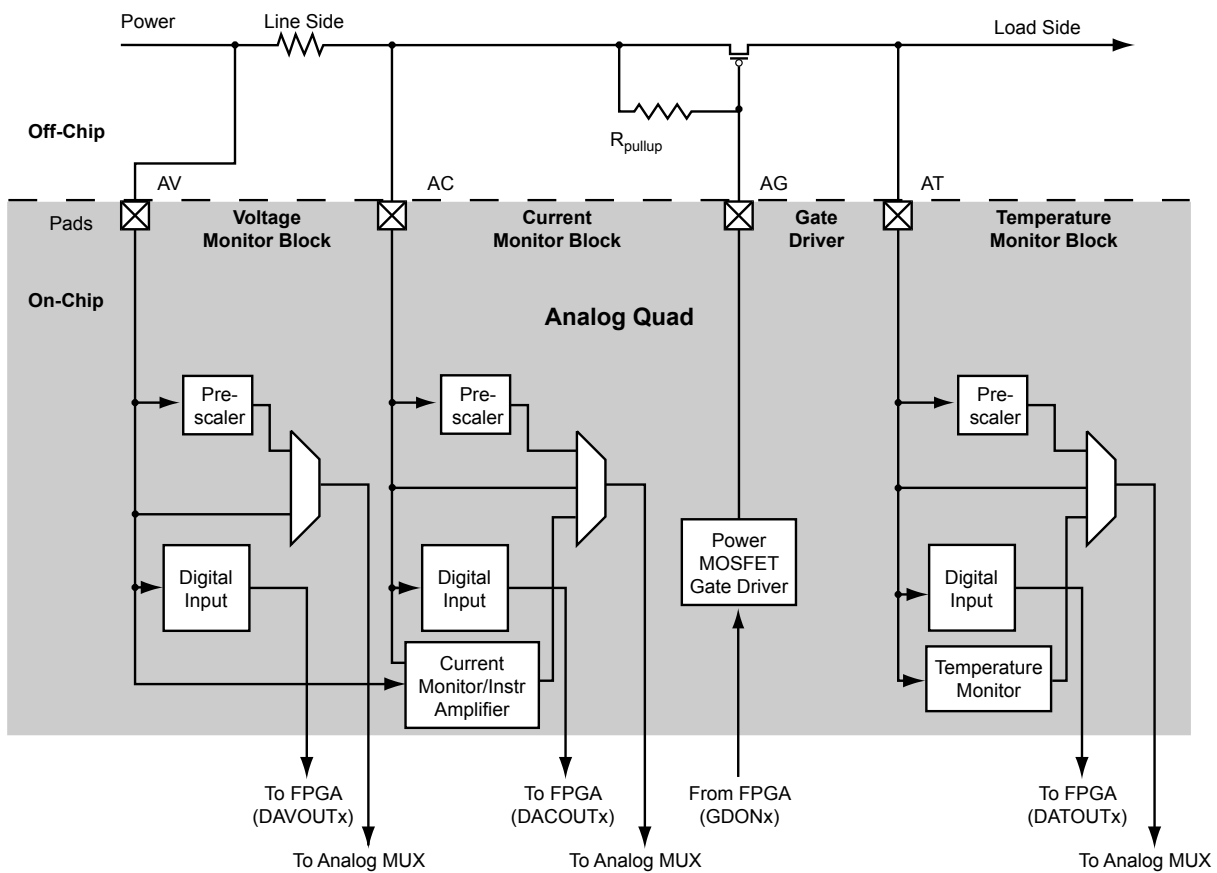 Power
Line Side
Load Side
R
pullup
Off-Chip
AV
AC
AG
AT
Pads
Voltage
Monitor Block
Current
Monitor Block
Gate
Driver
Temperature
Monitor Block
On-Chip
Analog Quad
Pre-
scaler
Pre-
scaler
Pre-
scaler
Power
MOSFET
Gate Driver
Digital
Input
Digital
Input
Digital
Input
Current
Monitor/Instr
Amplifier
Temperature
Monitor
To FPGA
(DAVOUTx)
To FPGA
(DACOUTx)
From FPGA
(GDONx)
To FPGA
(DATOUTx)
To Analog MUX
To Analog MUX
To Analog MUX